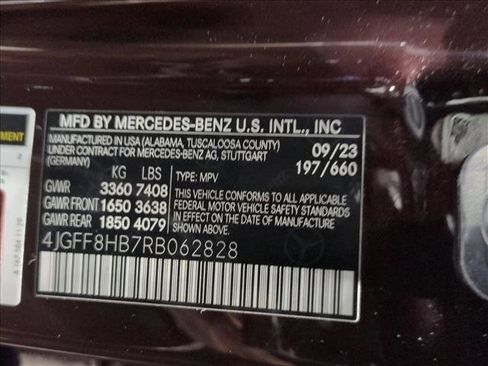 MFD BY MERCEDES-BENZ U.S. INTL., INC
MANUFACTURED IN USA (ALABAMA, TUSCALOOSA COUNTY)
UNDER CONTRACT FOR MERCEDES-BENZ AG, STUTTGART
(GERMANY)
09/23
197/660
KG LBS
TYPE: MPV
GVWR 3360 7408
GAWR FRONT 1650 3638
GAWR REAR 1850 4079
THIS VEHICLE CONFORMS TO ALL APPLICABLE
FEDERAL MOTOR VEHICLE SAFETY STANDARDS
IN EFFECT ON THE DATE OF MANUFACTURE
SHOWN ABOVE.
4JGFF8HB7RB062828